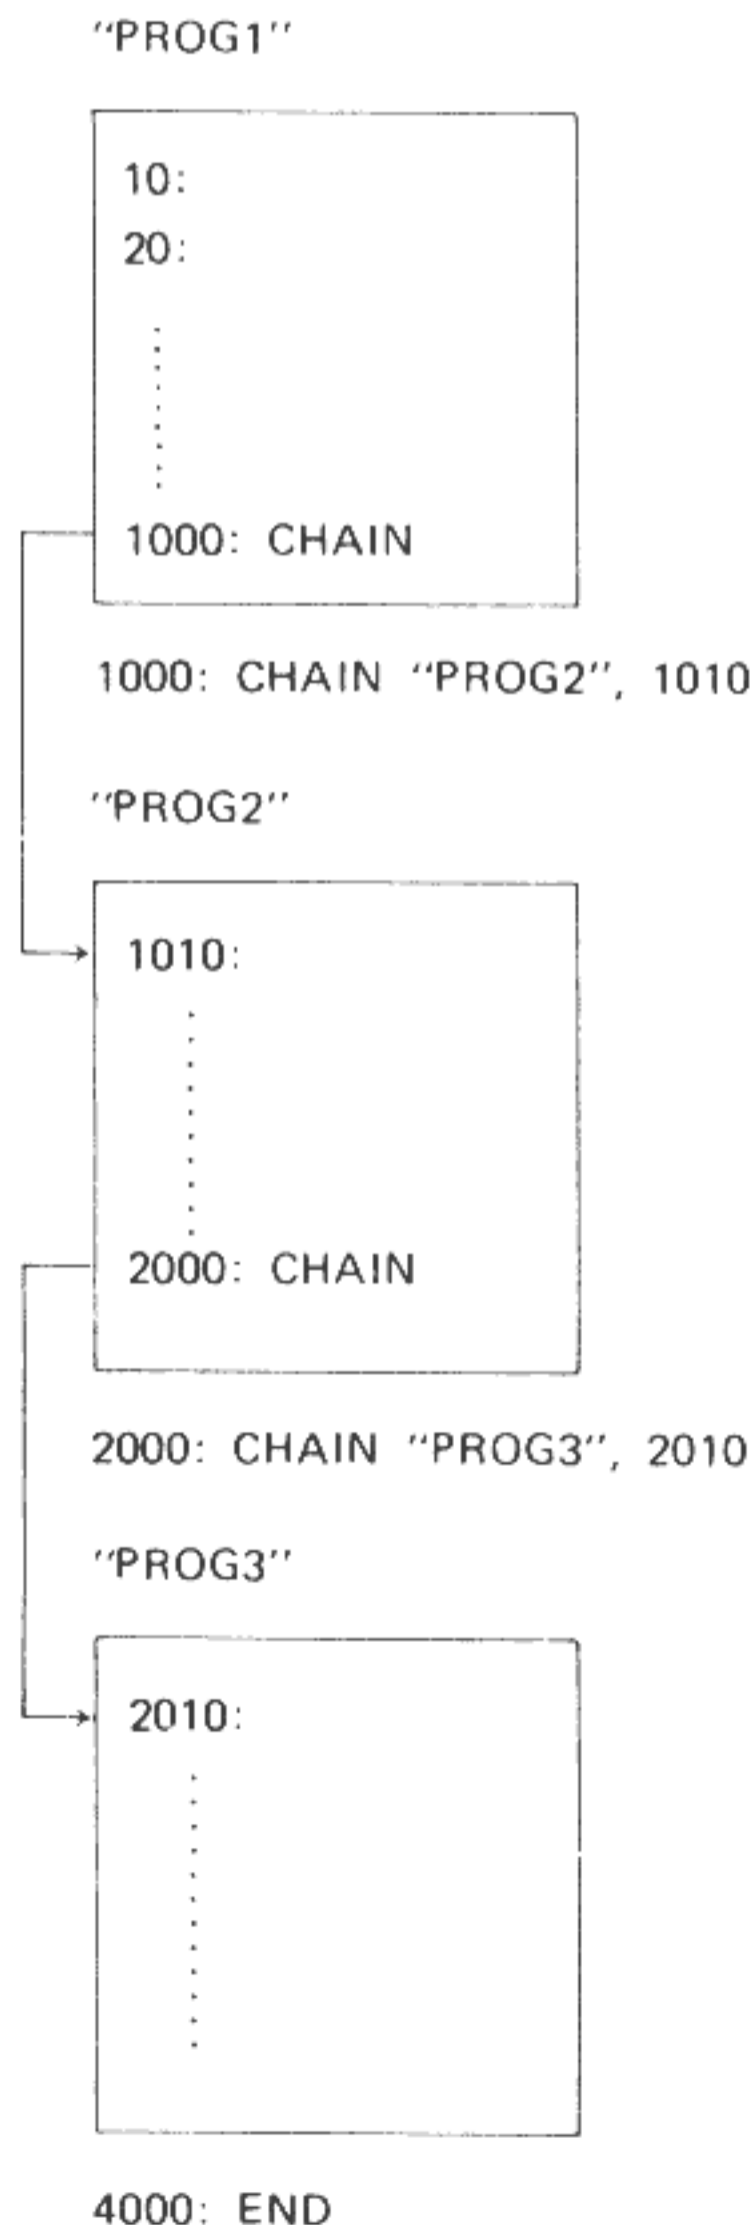 "PROG1"
10:
20:
1000: CHAIN
1000: CHAIN "PROG2", 1010
"PROG2"
1010:
2000: CHAIN
2000: CHAIN "PROG3", 2010
"PROG3"
2010:
4000: END